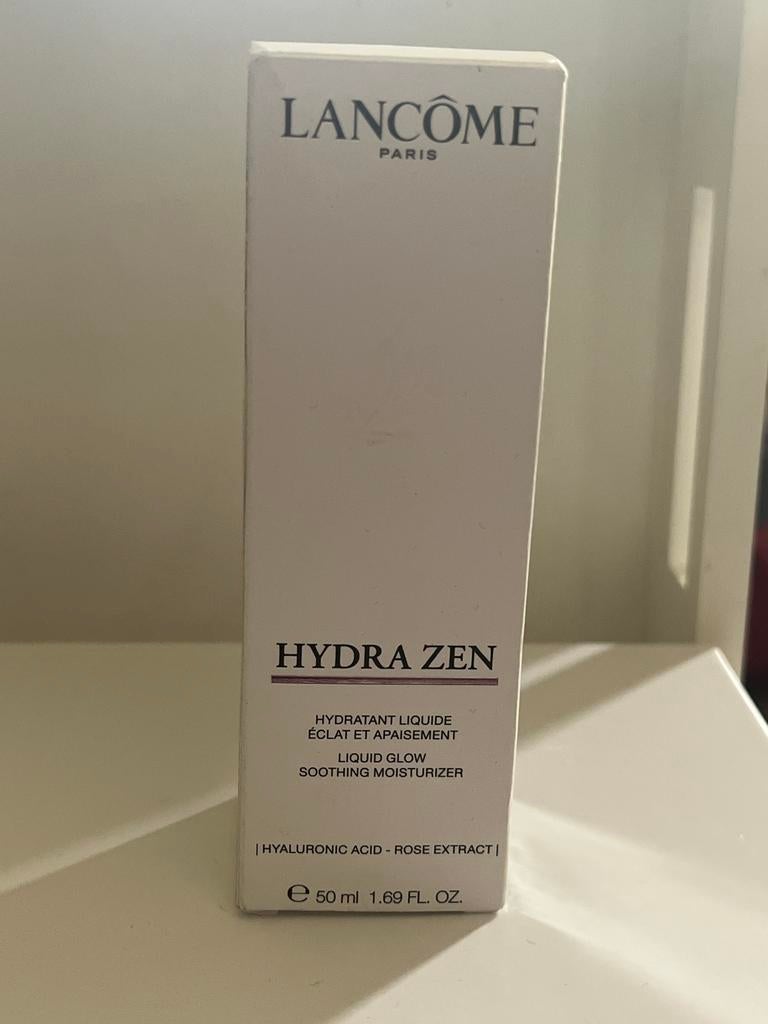 LANCÔME
PARIS
HYDRA ZEN
HYDRATANT LIQUIDE
ÉCLAT ET APAISEMENT
LIQUID GLOW
SOOTHING MOISTURIZER
| HYALURONIC ACID - ROSE EXTRACT |
℮ 50 ml 1.69 FL. OZ.